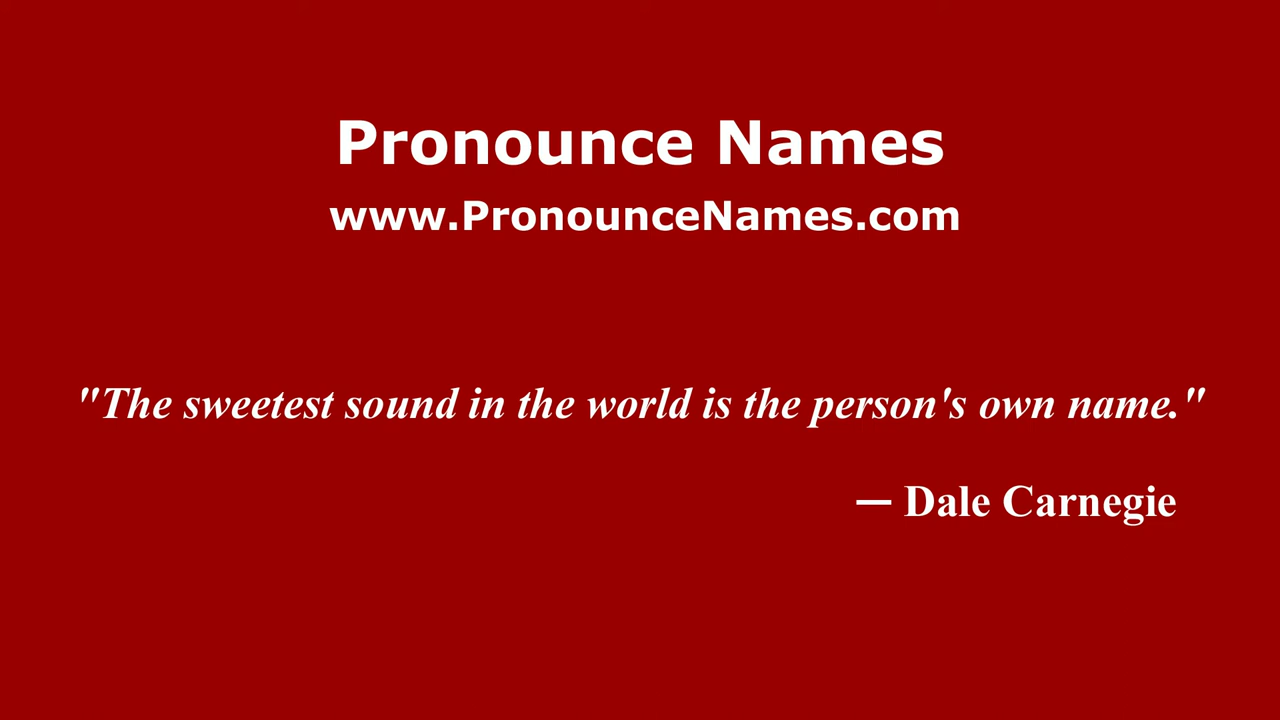 Pronounce Names
www.PronounceNames.com
"The sweetest sound in the world is the person's own name."
— Dale Carnegie